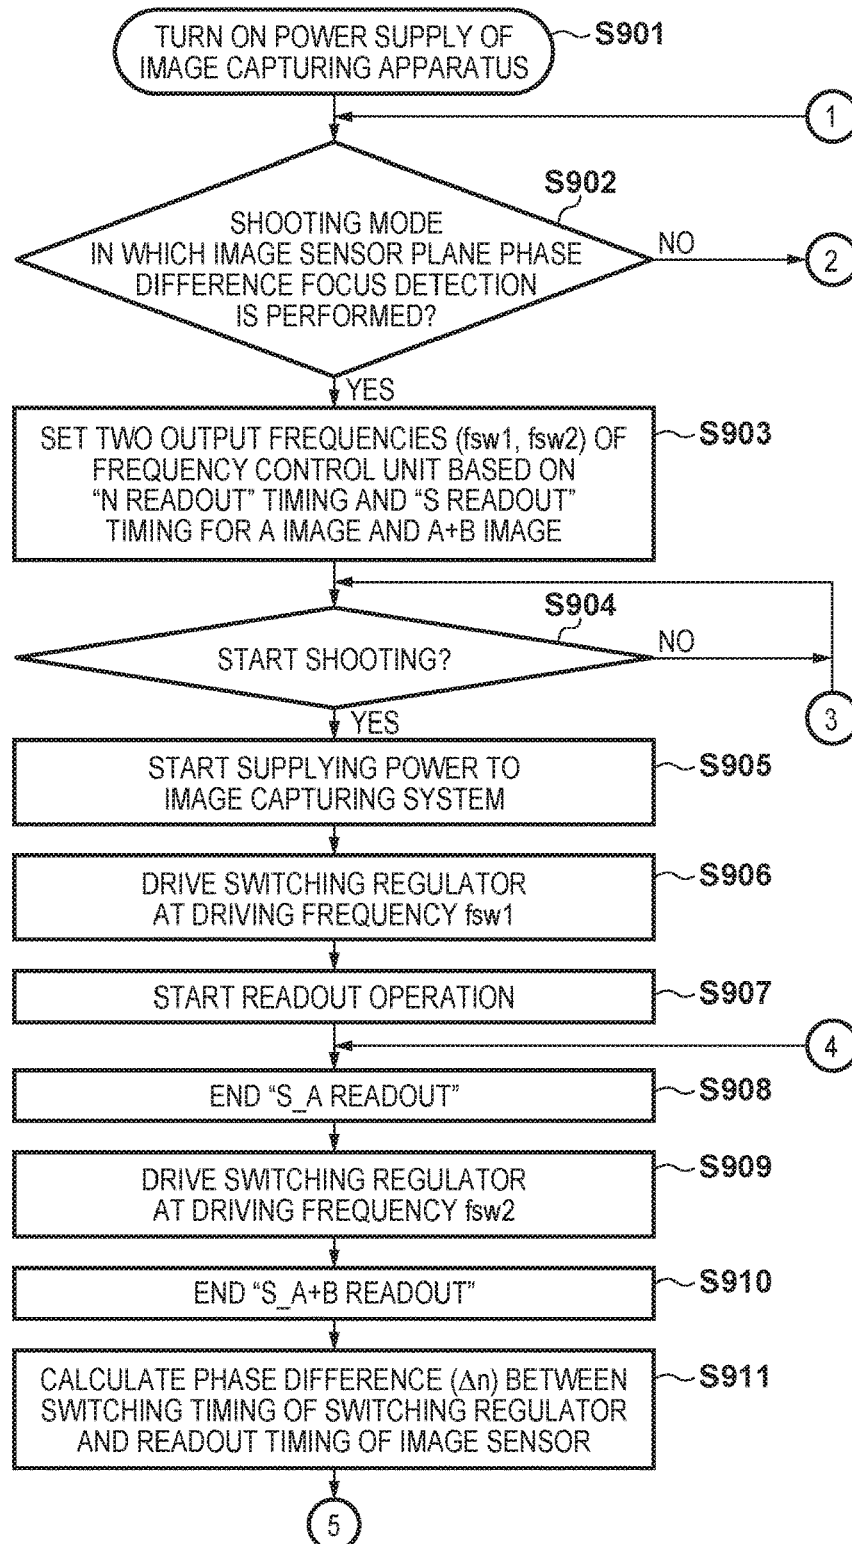 TURN ON POWER SUPPLY OF
IMAGE CAPTURING APPARATUS
S901
1
S902
SHOOTING MODE
IN WHICH IMAGE SENSOR PLANE PHASE
DIFFERENCE FOCUS DETECTION
IS PERFORMED?
NO
2
YES
SET TWO OUTPUT FREQUENCIES (fsw1, fsw2) OF
FREQUENCY CONTROL UNIT BASED ON
“N READOUT” TIMING AND “S READOUT”
TIMING FOR A IMAGE AND A+B IMAGE
S903
S904
START SHOOTING?
NO
3
YES
START SUPPLYING POWER TO
IMAGE CAPTURING SYSTEM
S905
DRIVE SWITCHING REGULATOR
AT DRIVING FREQUENCY fsw1
S906
START READOUT OPERATION
S907
4
END “S_A READOUT”
S908
DRIVE SWITCHING REGULATOR
AT DRIVING FREQUENCY fsw2
S909
END “S_A+B READOUT”
S910
CALCULATE PHASE DIFFERENCE (Δn) BETWEEN
SWITCHING TIMING OF SWITCHING REGULATOR
AND READOUT TIMING OF IMAGE SENSOR
S911
5